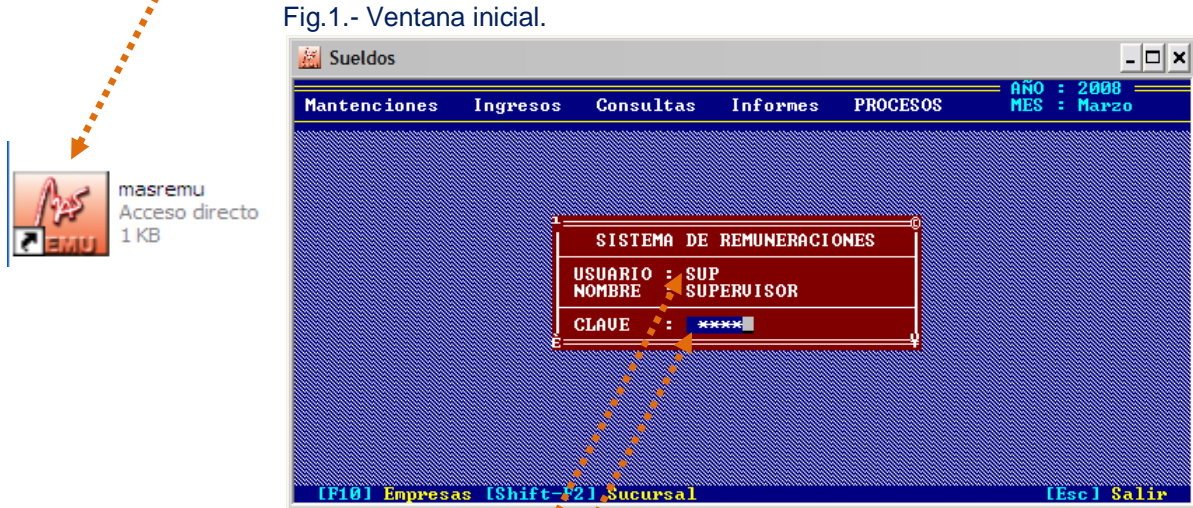 Fig.1.- Ventana inicial.
Sueldos
AÑO : 2008
Mantenciones Ingresos Consultas Informes PROCESOS MES : Marzo
masremu
Acceso directo
1 KB
EMU
SISTEMA DE REMUNERACIONES
USUARIO : SUP
NOMBRE : SUPERVISOR
CLAVE : ****
[F10] Empresas [Shift-F2] Sucursal [Esc] Salir